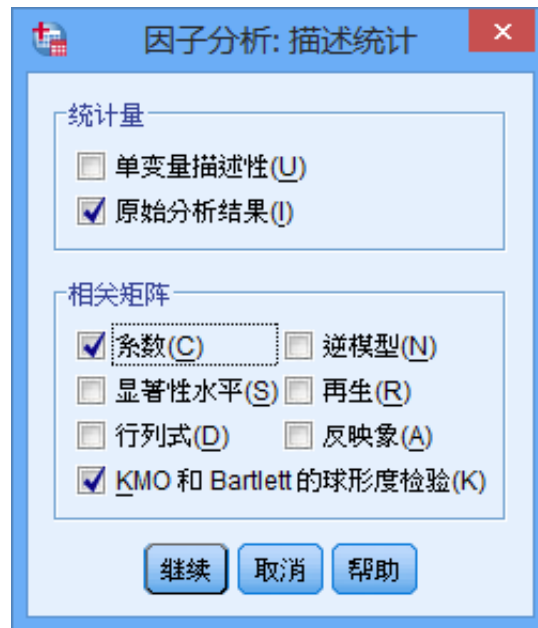 因子分析: 描述统计
统计量
单变量描述性(U)
原始分析结果(I)
相关矩阵
系数(C) 逆模型(N)
显著性水平(S) 再生(R)
行列式(D) 反映象(A)
KMO 和 Bartlett 的球形度检验(K)
继续 取消 帮助